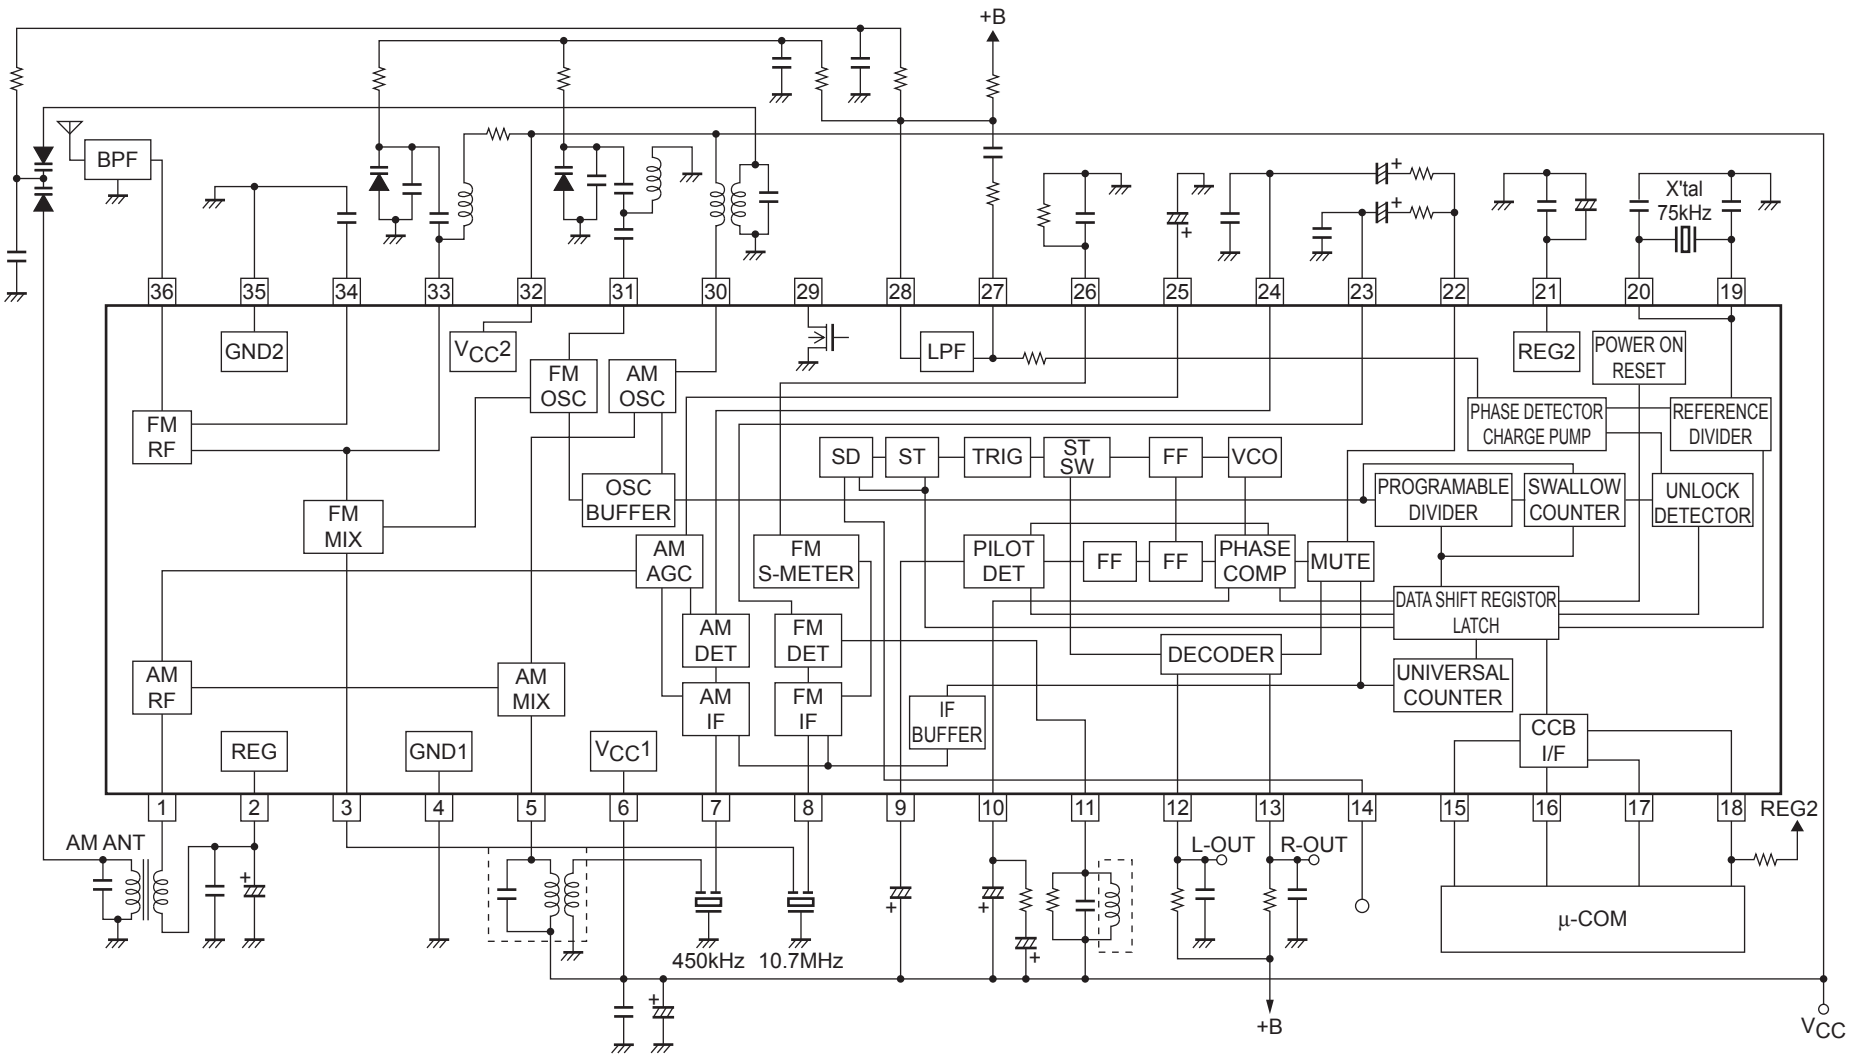 +B
BPF
X'tal
75kHz
+
+
+
36
35
34
33
32
31
30
29
28
27
26
25
24
23
22
21
20
19
GND2
VCC2
LPF
REG2
POWER ON
RESET
FM
OSC
AM
OSC
FM
RF
PHASE DETECTOR
CHARGE PUMP
REFERENCE
DIVIDER
SD
ST
TRIG
ST
SW
FF
VCO
OSC
BUFFER
PROGRAMABLE
DIVIDER
SWALLOW
COUNTER
UNLOCK
DETECTOR
FM
MIX
AM
AGC
FM
S-METER
PILOT
DET
FF
FF
PHASE
COMP
MUTE
DATA SHIFT REGISTOR
LATCH
AM
DET
FM
DET
DECODER
AM
RF
AM
MIX
AM
IF
FM
IF
IF
BUFFER
UNIVERSAL
COUNTER
REG
GND1
VCC1
CCB
I/F
1
2
3
4
5
6
7
8
9
10
11
12
13
14
15
16
17
18
REG2
AM ANT
L-OUT
R-OUT
+
+
+
+
μ-COM
450kHz
10.7MHz
+
+B
VCC